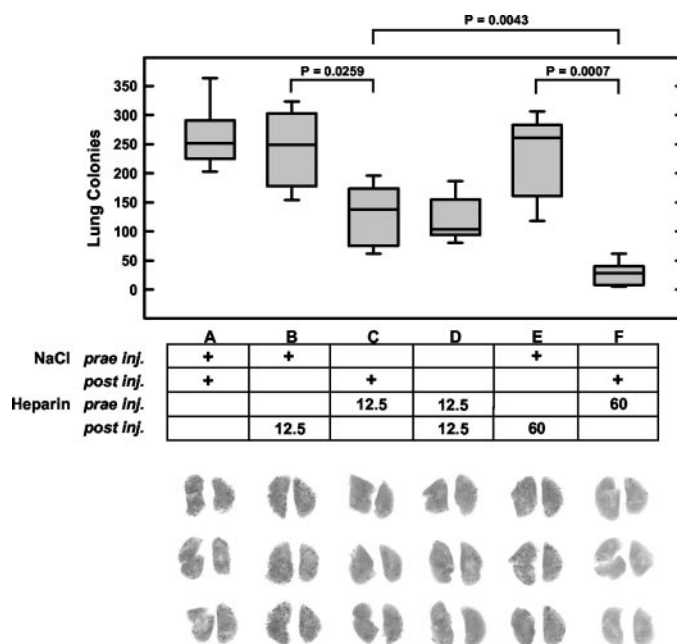 P = 0.0043
P = 0.0259
P = 0.0007
Lung Colonies
350
300
250
200
150
100
50
0
A B C D E F
NaCl prae inj. + + +
post inj. + + +
Heparin prae inj. 12.5 12.5 60
post inj. 12.5 12.5 60